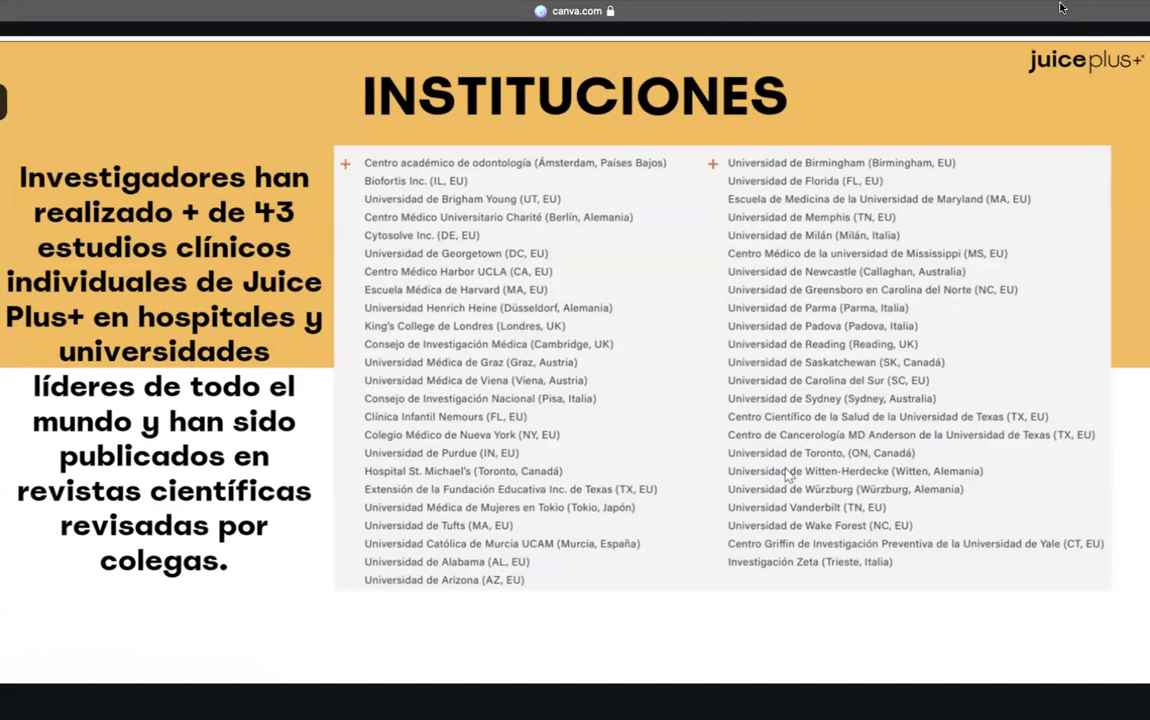 canva.com
juiceplus+
INSTITUCIONES
Investigadores han
realizado + de 43
estudios clínicos
individuales de Juice
Plus+ en hospitales y
universidades
líderes de todo el
mundo y han sido
publicados en
revistas científicas
revisadas por
colegas.
+ Centro académico de odontología (Ámsterdam, Países Bajos)
Biofortis Inc. (IL, EU)
Universidad de Brigham Young (UT, EU)
Centro Médico Universitario Charité (Berlín, Alemania)
Cytosolve Inc. (DE, EU)
Universidad de Georgetown (DC, EU)
Centro Médico Harbor UCLA (CA, EU)
Escuela Médica de Harvard (MA, EU)
Universidad Henrich Heine (Düsseldorf, Alemania)
King's College de Londres (Londres, UK)
Consejo de Investigación Médica (Cambridge, UK)
Universidad Médica de Graz (Graz, Austria)
Universidad Médica de Viena (Viena, Austria)
Consejo de Investigación Nacional (Pisa, Italia)
Clínica Infantil Nemours (FL, EU)
Colegio Médico de Nueva York (NY, EU)
Universidad de Purdue (IN, EU)
Hospital St. Michael's (Toronto, Canadá)
Extensión de la Fundación Educativa Inc. de Texas (TX, EU)
Universidad Médica de Mujeres en Tokio (Tokio, Japón)
Universidad de Tufts (MA, EU)
Universidad Católica de Murcia UCAM (Murcia, España)
Universidad de Alabama (AL, EU)
Universidad de Arizona (AZ, EU)
+ Universidad de Birmingham (Birmingham, EU)
Universidad de Florida (FL, EU)
Escuela de Medicina de la Universidad de Maryland (MA, EU)
Universidad de Memphis (TN, EU)
Universidad de Milán (Milán, Italia)
Centro Médico de la universidad de Mississippi (MS, EU)
Universidad de Newcastle (Callaghan, Australia)
Universidad de Greensboro en Carolina del Norte (NC, EU)
Universidad de Parma (Parma, Italia)
Universidad de Padova (Padova, Italia)
Universidad de Reading (Reading, UK)
Universidad de Saskatchewan (SK, Canadá)
Universidad de Carolina del Sur (SC, EU)
Universidad de Sydney (Sydney, Australia)
Centro Científico de la Salud de la Universidad de Texas (TX, EU)
Centro de Cancerología MD Anderson de la Universidad de Texas (TX, EU)
Universidad de Toronto, (ON, Canadá)
Universidad de Witten-Herdecke (Witten, Alemania)
Universidad de Würzburg (Würzburg, Alemania)
Universidad Vanderbilt (TN, EU)
Universidad de Wake Forest (NC, EU)
Centro Griffin de Investigación Preventiva de la Universidad de Yale (CT, EU)
Investigación Zeta (Trieste, Italia)